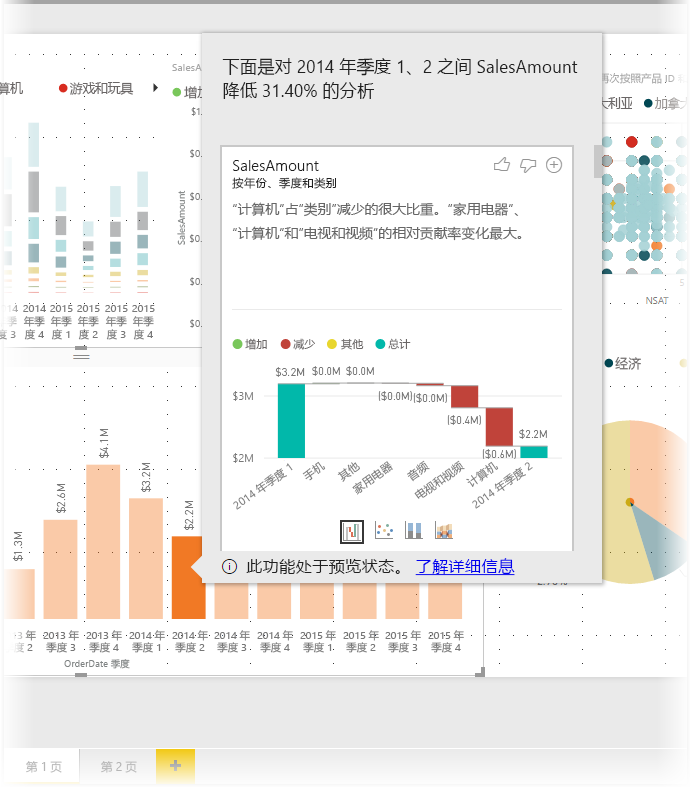 下面是对 2014 年季度 1、2 之间 SalesAmount
降低 31.40% 的分析
SalesAmount
按年份、季度和类别
“计算机”占“类别”减少的很大比重。“家用电器”、
“计算机”和“电视和视频”的相对贡献率变化最大。
增加 减少 其他 总计
$3M
$2M
$3.2M $0.0M $0.0M
($0.0M) ($0.0M)
($0.4M)
($0.6M)
$2.2M
2014 年季度 1 手机 其他 家用电器 音频 电视和视频 计算机 2014 年季度 2
此功能处于预览状态。 了解详细信息
算机 游戏和玩具
SalesA
增加
SalesAmount
2014
年季
度 4
2015
年季
度 1
2015
年季
度 2
2015
年季
度 3
2015
年季
度 4
再次按照产品 JD
大利亚 加拿大
NSAT
经济
$1.3M
$2.6M
$4.1M
$3.2M
$2.2M
2013 年
季度 3
2013 年
季度 4
2014 年
季度 1
2014 年
季度 2
2014 年
季度 3
2014 年
季度 4
2015 年
季度 1
2015 年
季度 2
2015 年
季度 3
2015 年
季度 4
OrderDate 季度
第 1 页 第 2 页